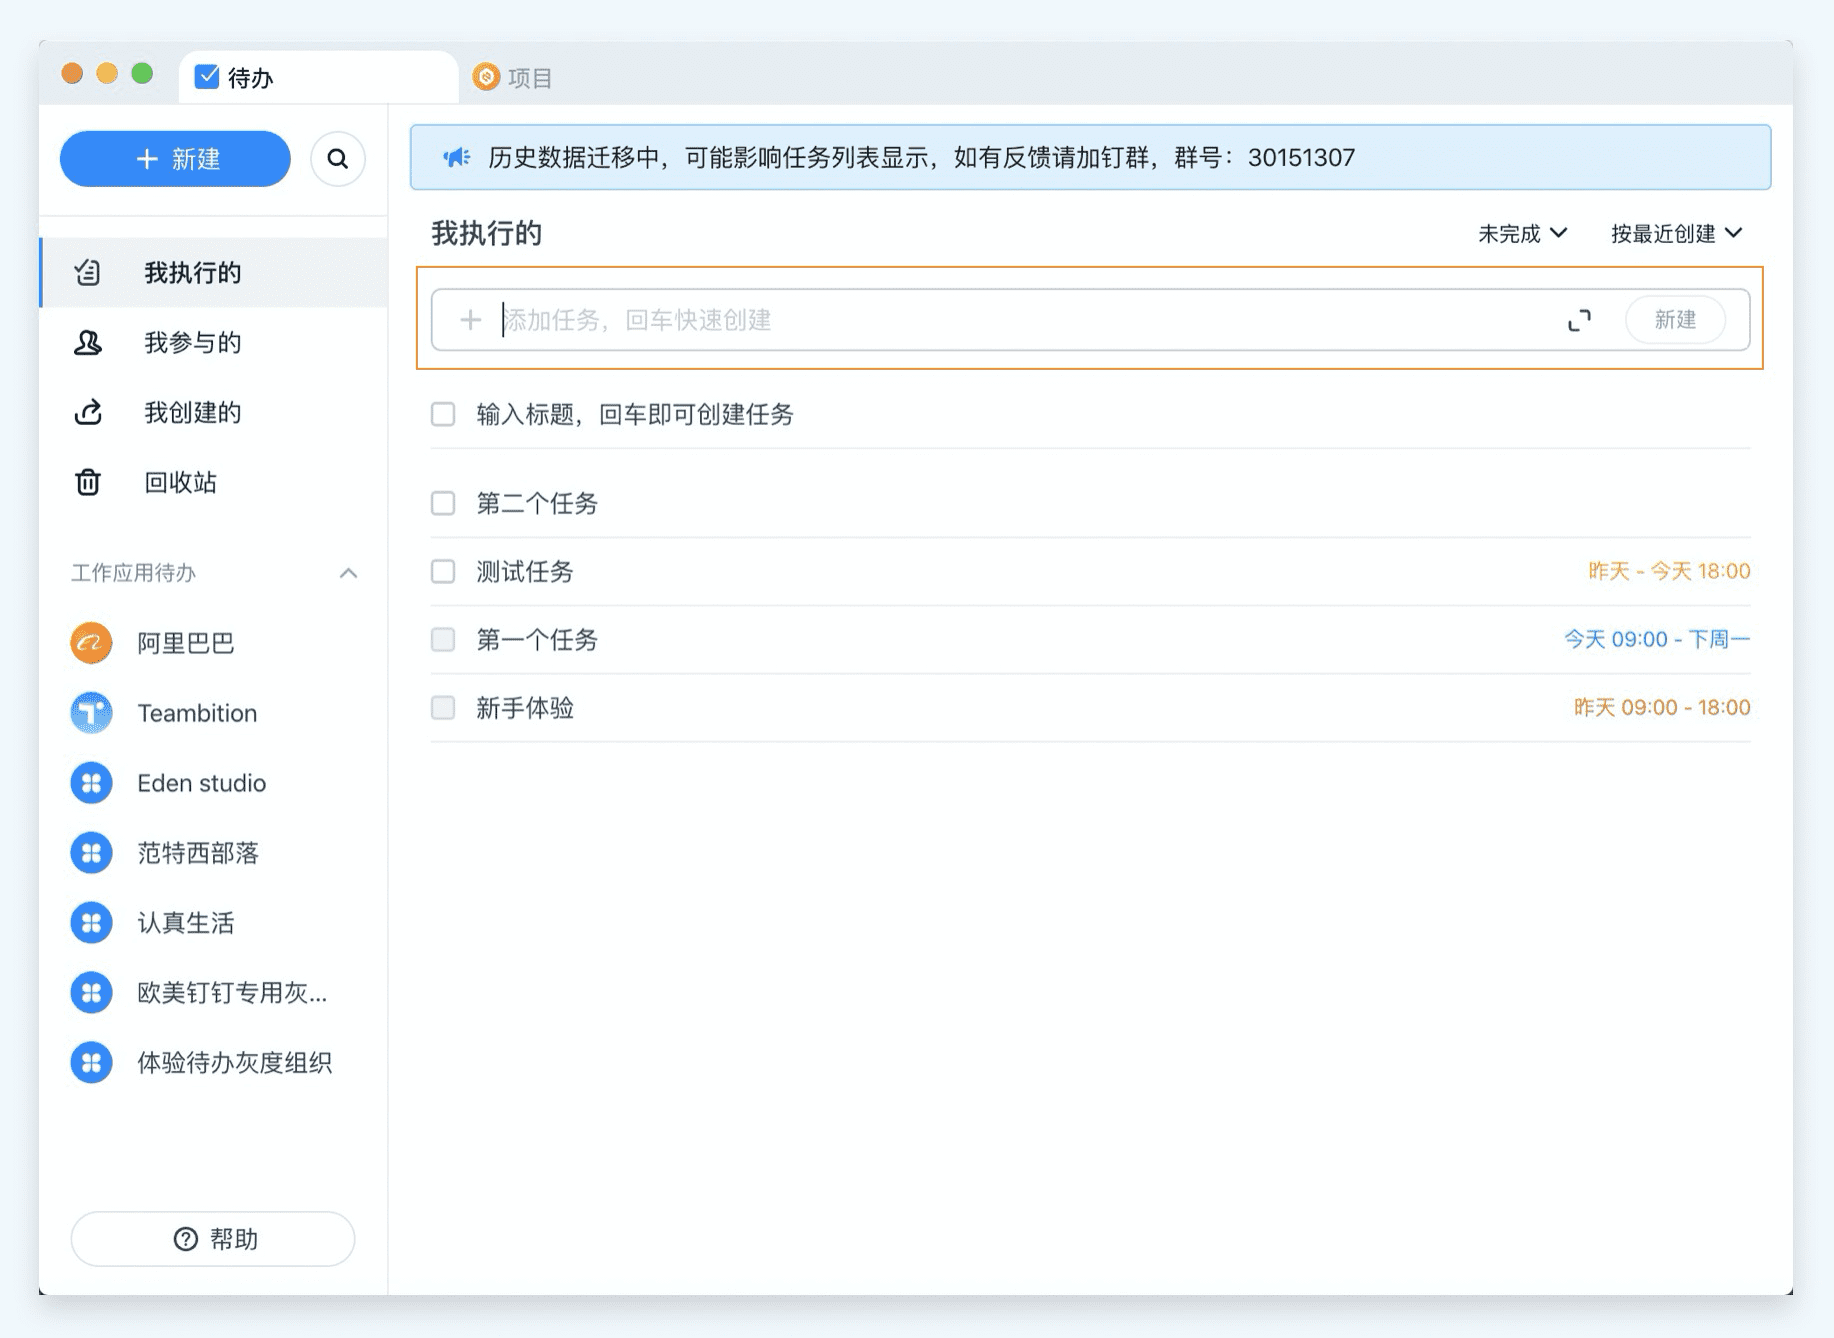 待办
项目
新建
历史数据迁移中，可能影响任务列表显示，如有反馈请加钉群，群号：30151307
我执行的
我参与的
我创建的
回收站
工作应用待办
阿里巴巴
Teambition
Eden studio
范特西部落
认真生活
欧美钉钉专用灰...
体验待办灰度组织
帮助
我执行的
未完成
按最近创建
添加任务，回车快速创建
新建
输入标题，回车即可创建任务
第二个任务
测试任务 昨天 - 今天 18:00
第一个任务 今天 09:00 - 下周一
新手体验 昨天 09:00 - 18:00